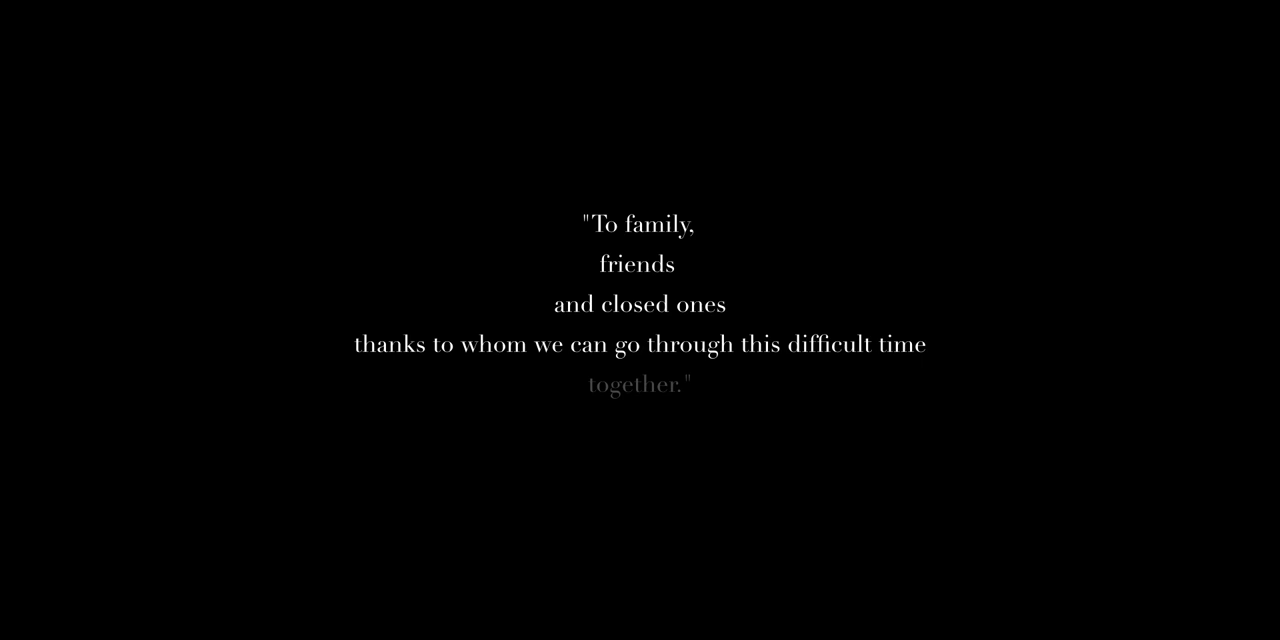 "To family,
friends
and closed ones
thanks to whom we can go through this difficult time
together."